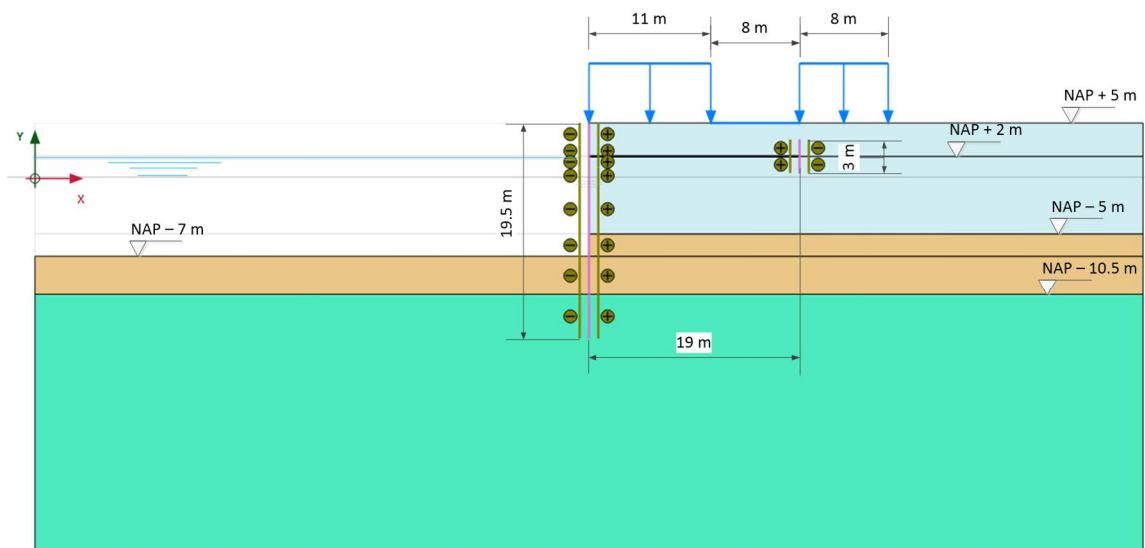 11 m
8 m
8 m
NAP + 5 m
NAP + 2 m
3 m
Y
X
19.5 m
NAP – 5 m
NAP – 7 m
NAP – 10.5 m
19 m